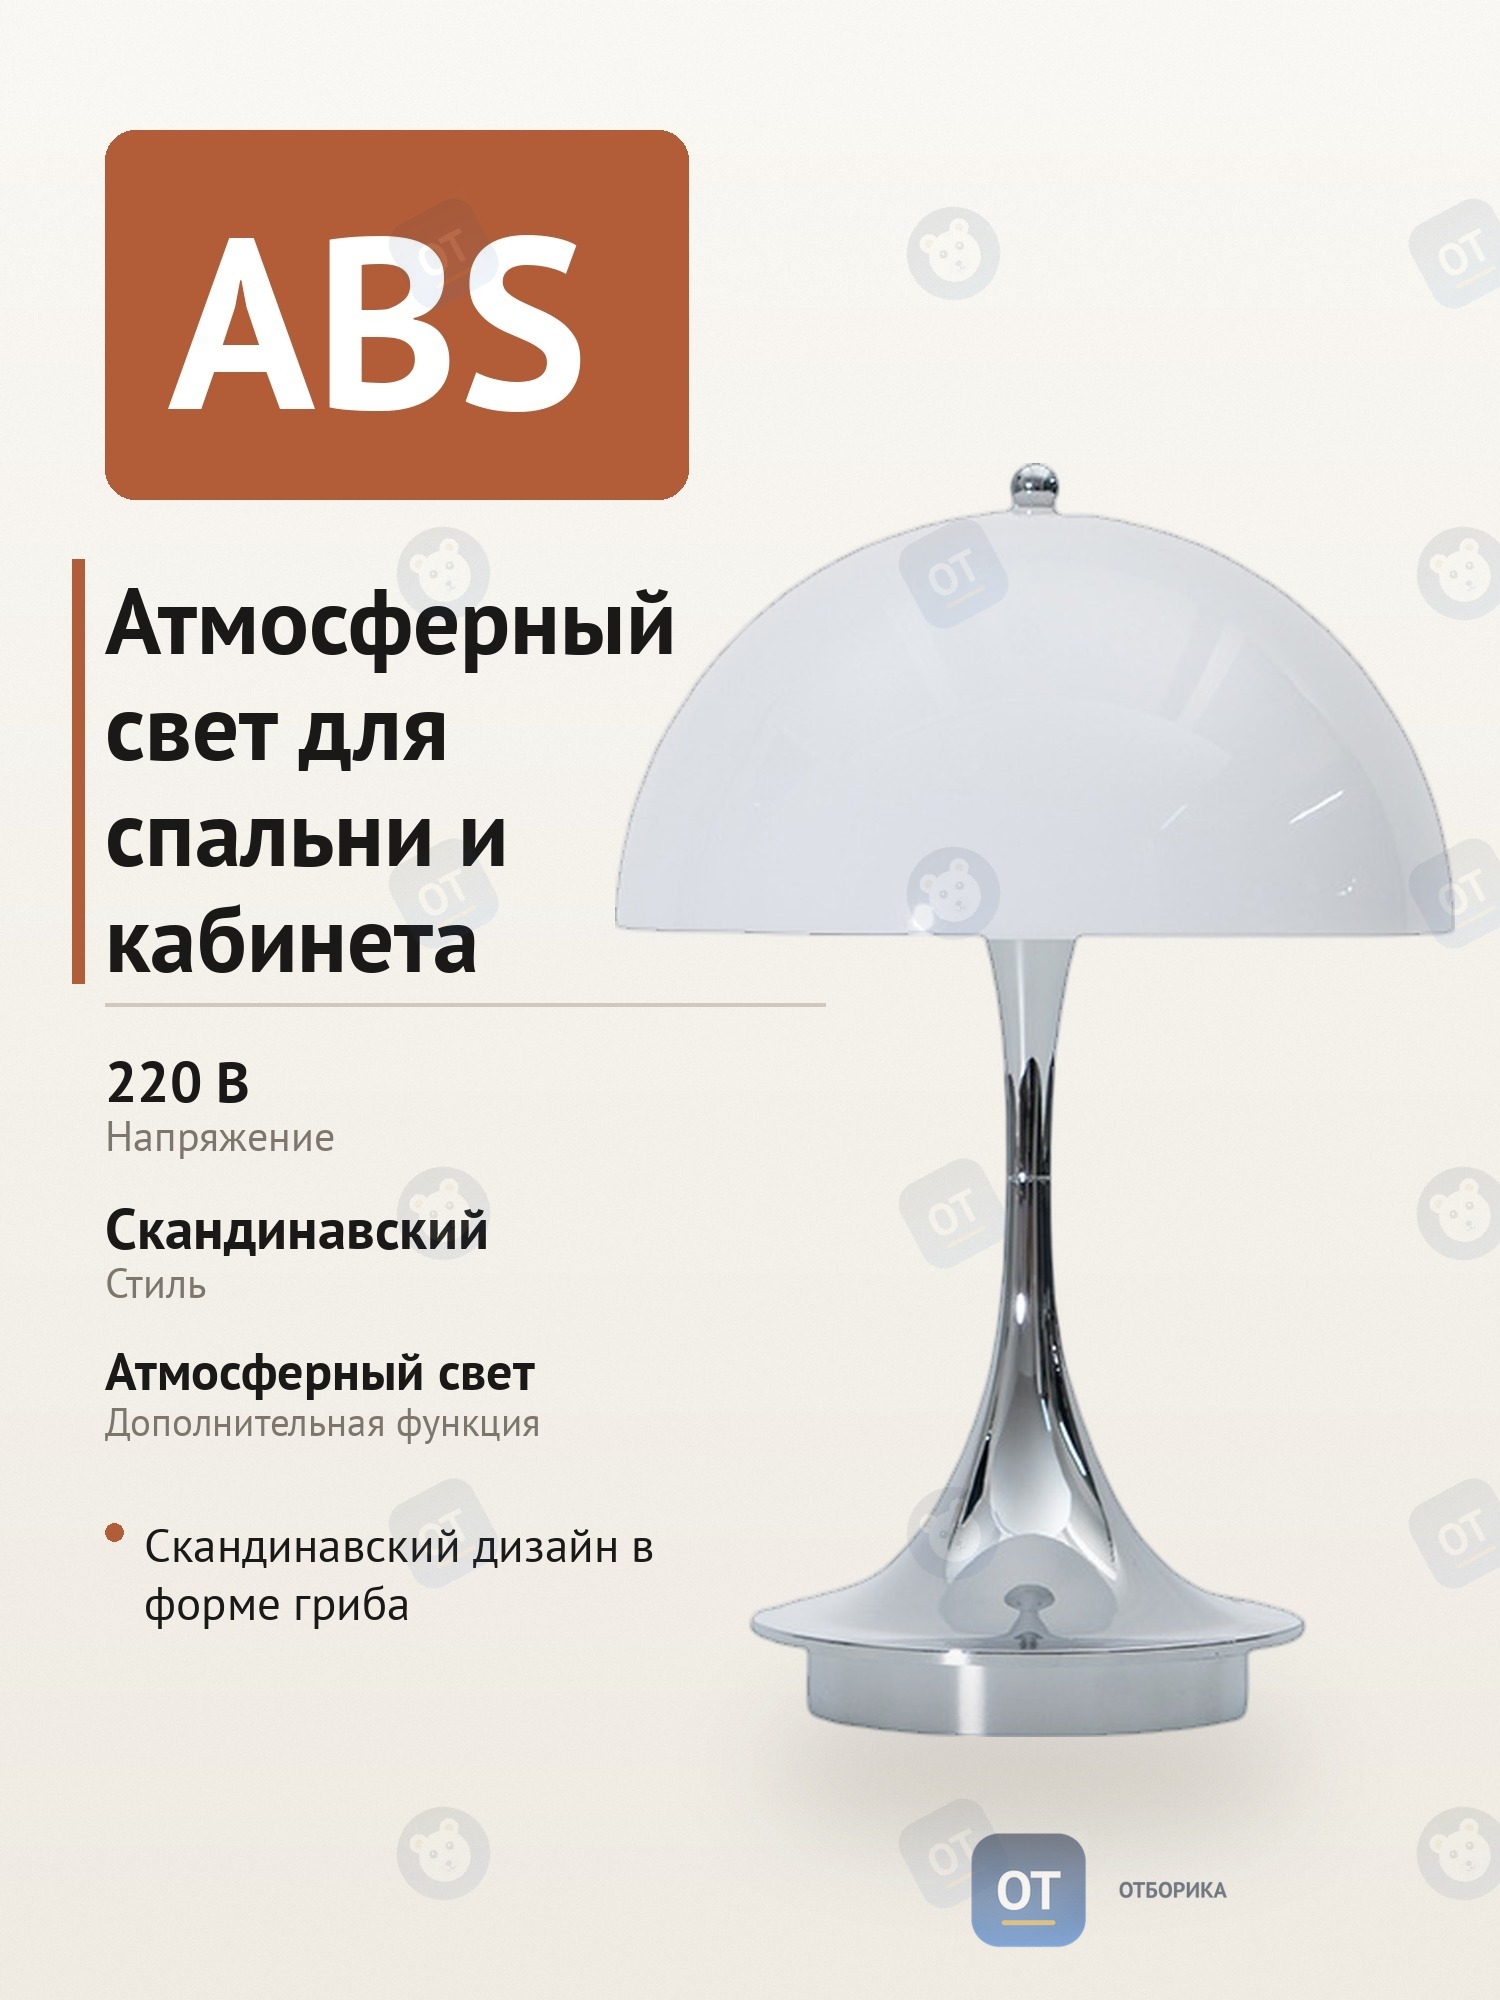 ABS
Атмосферный
свет для
спальни и
кабинета
220 В
Напряжение
Скандинавский
Стиль
Атмосферный свет
Дополнительная функция
Скандинавский дизайн в
форме гриба
ОТ
ОТБОРИКА